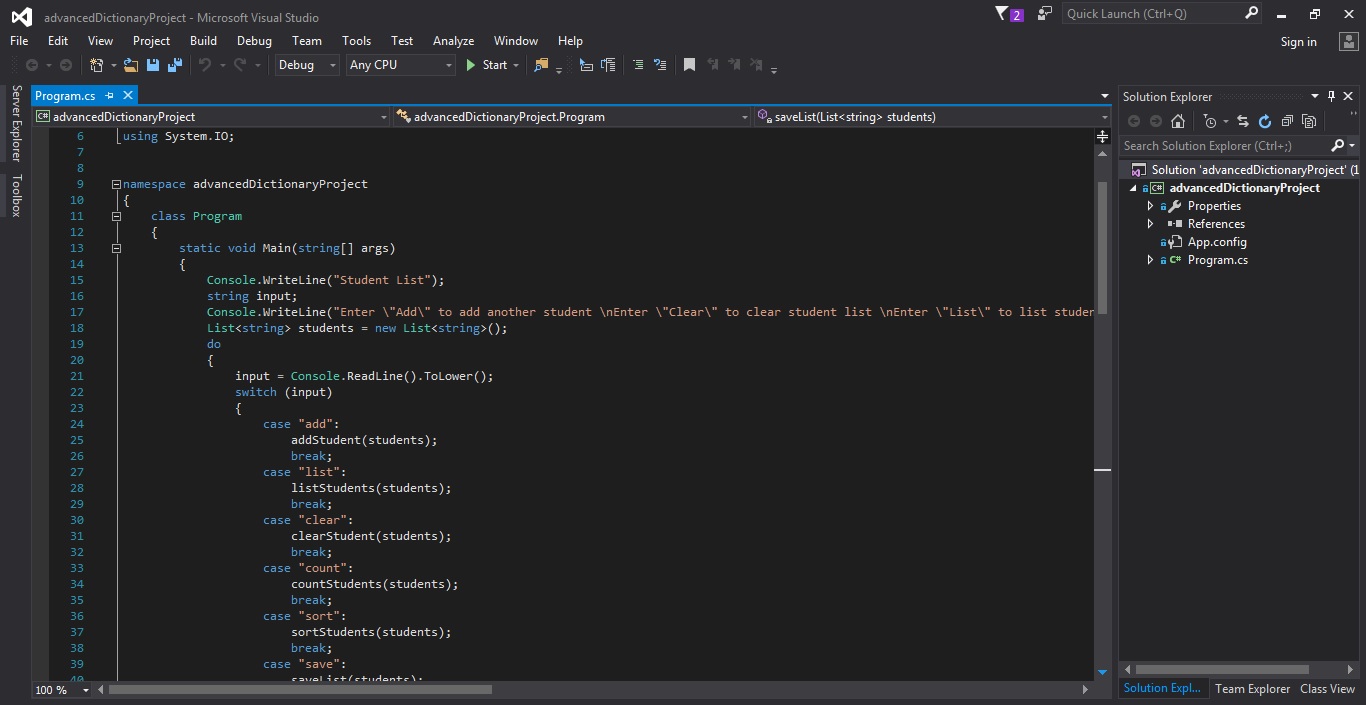 advancedDictionaryProject - Microsoft Visual Studio
2
Quick Launch (Ctrl+Q)
File Edit View Project Build Debug Team Tools Test Analyze Window Help
Sign in
Debug Any CPU Start
Server Explorer
Toolbox
Program.cs
C# advancedDictionaryProject advancedDictionaryProject.Program saveList(List<string> students)
6 using System.IO;
7
8
9 namespace advancedDictionaryProject
10 {
11 class Program
12 {
13 static void Main(string[] args)
14 {
15 Console.WriteLine("Student List");
16 string input;
17 Console.WriteLine("Enter \"Add\" to add another student \nEnter \"Clear\" to clear student list \nEnter \"List\" to list studen
18 List<string> students = new List<string>();
19 do
20 {
21 input = Console.ReadLine().ToLower();
22 switch (input)
23 {
24 case "add":
25 addStudent(students);
26 break;
27 case "list":
28 listStudents(students);
29 break;
30 case "clear":
31 clearStudent(students);
32 break;
33 case "count":
34 countStudents(students);
35 break;
36 case "sort":
37 sortStudents(students);
38 break;
39 case "save":
40 saveList(students);
100 %
Solution Explorer
Search Solution Explorer (Ctrl+;)
Solution 'advancedDictionaryProject' (1
C# advancedDictionaryProject
Properties
References
App.config
C# Program.cs
Solution Expl... Team Explorer Class View